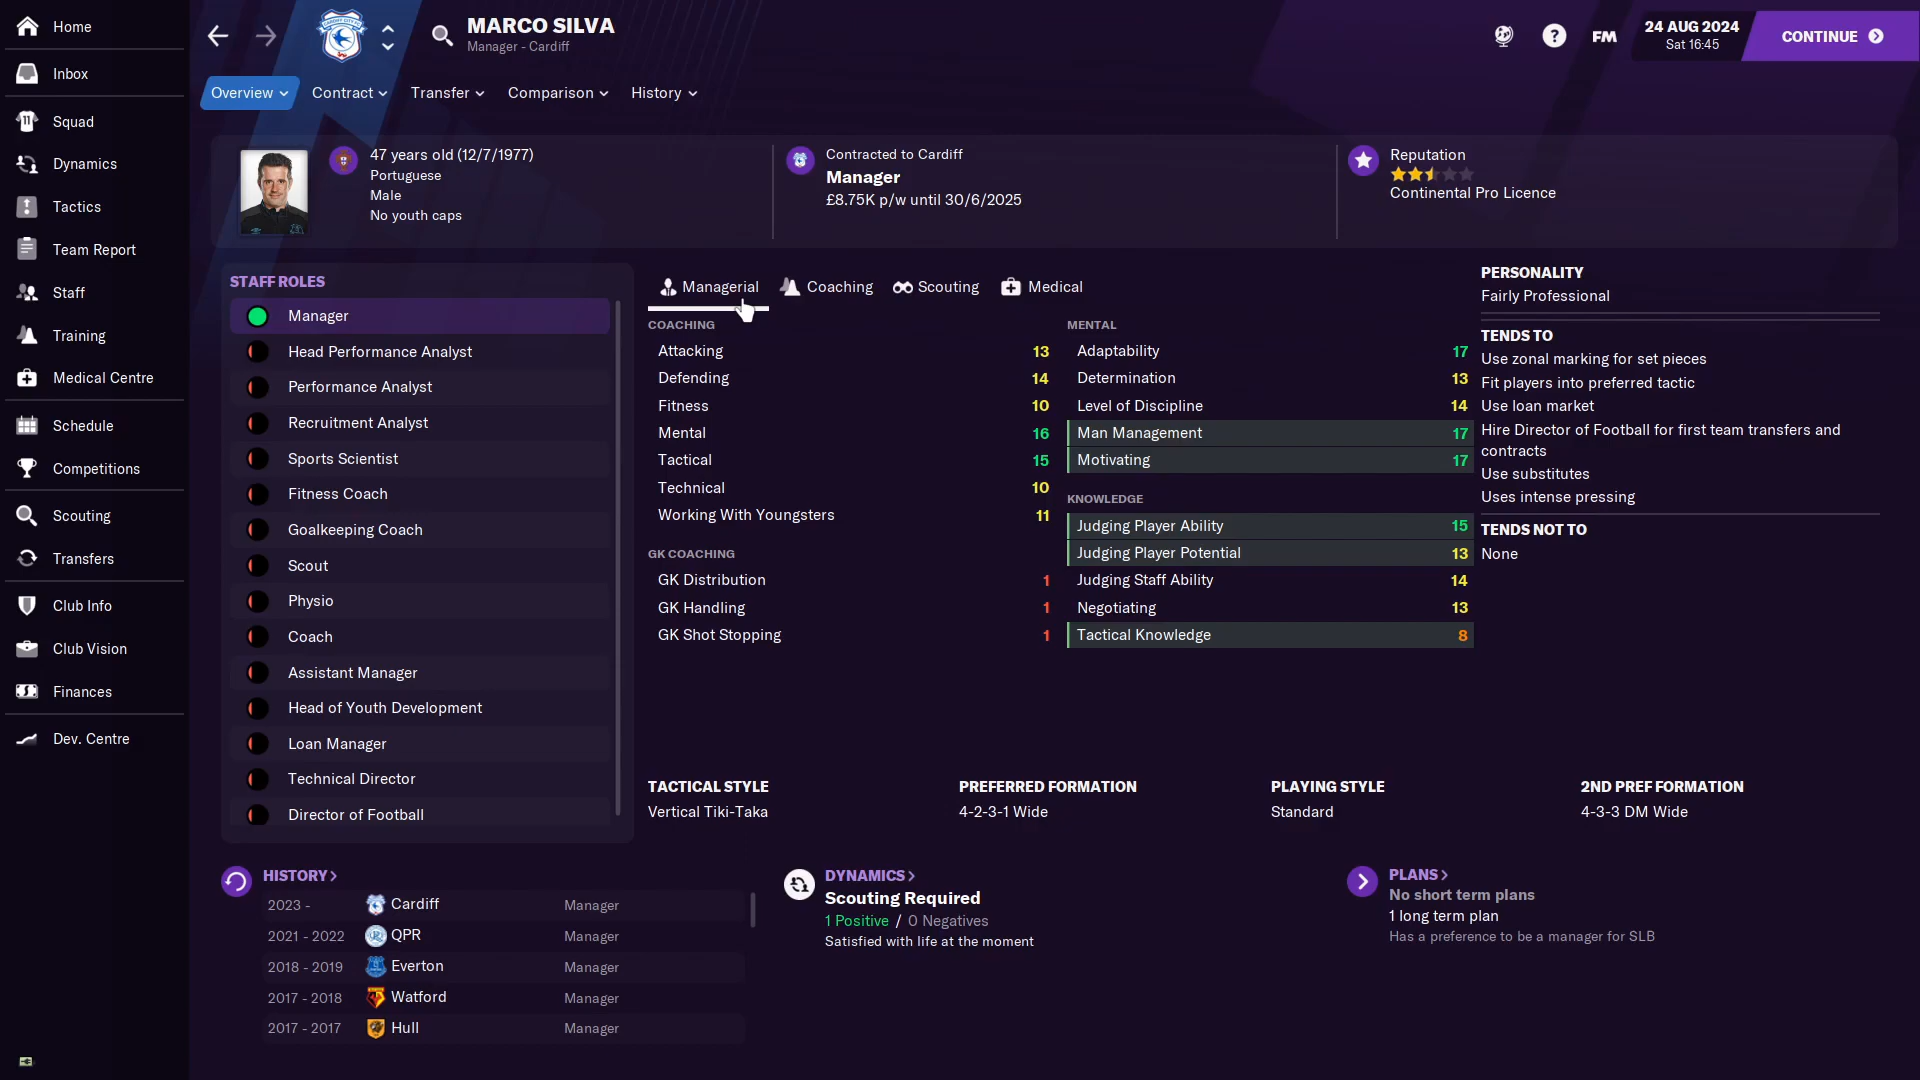 Home
Inbox
Squad
Dynamics
Tactics
Team Report
Staff
Training
Medical Centre
Schedule
Competitions
Scouting
Transfers
Club Info
Club Vision
Finances
Dev. Centre
MARCO SILVA
Manager - Cardiff
FM
24 AUG 2024
Sat 16:45
CONTINUE
Overview
Contract
Transfer
Comparison
History
47 years old (12/7/1977)
Portuguese
Male
No youth caps
Contracted to Cardiff
Manager
£8.75K p/w until 30/6/2025
Reputation
Continental Pro Licence
STAFF ROLES
Manager
Head Performance Analyst
Performance Analyst
Recruitment Analyst
Sports Scientist
Fitness Coach
Goalkeeping Coach
Scout
Physio
Coach
Assistant Manager
Head of Youth Development
Loan Manager
Technical Director
Director of Football
Managerial
Coaching
Scouting
Medical
COACHING
Attacking 13
Defending 14
Fitness 10
Mental 16
Tactical 15
Technical 10
Working With Youngsters 11
GK COACHING
GK Distribution 1
GK Handling 1
GK Shot Stopping 1
MENTAL
Adaptability 17
Determination 13
Level of Discipline 14
Man Management 17
Motivating 17
KNOWLEDGE
Judging Player Ability 15
Judging Player Potential 13
Judging Staff Ability 14
Negotiating 13
Tactical Knowledge 8
PERSONALITY
Fairly Professional
TENDS TO
Use zonal marking for set pieces
Fit players into preferred tactic
Use loan market
Hire Director of Football for first team transfers and
contracts
Use substitutes
Uses intense pressing
TENDS NOT TO
None
TACTICAL STYLE
Vertical Tiki-Taka
PREFERRED FORMATION
4-2-3-1 Wide
PLAYING STYLE
Standard
2ND PREF FORMATION
4-3-3 DM Wide
HISTORY >
2023 - Cardiff Manager
2021 - 2022 QPR Manager
2018 - 2019 Everton Manager
2017 - 2018 Watford Manager
2017 - 2017 Hull Manager
DYNAMICS >
Scouting Required
1 Positive / 0 Negatives
Satisfied with life at the moment
PLANS >
No short term plans
1 long term plan
Has a preference to be a manager for SLB